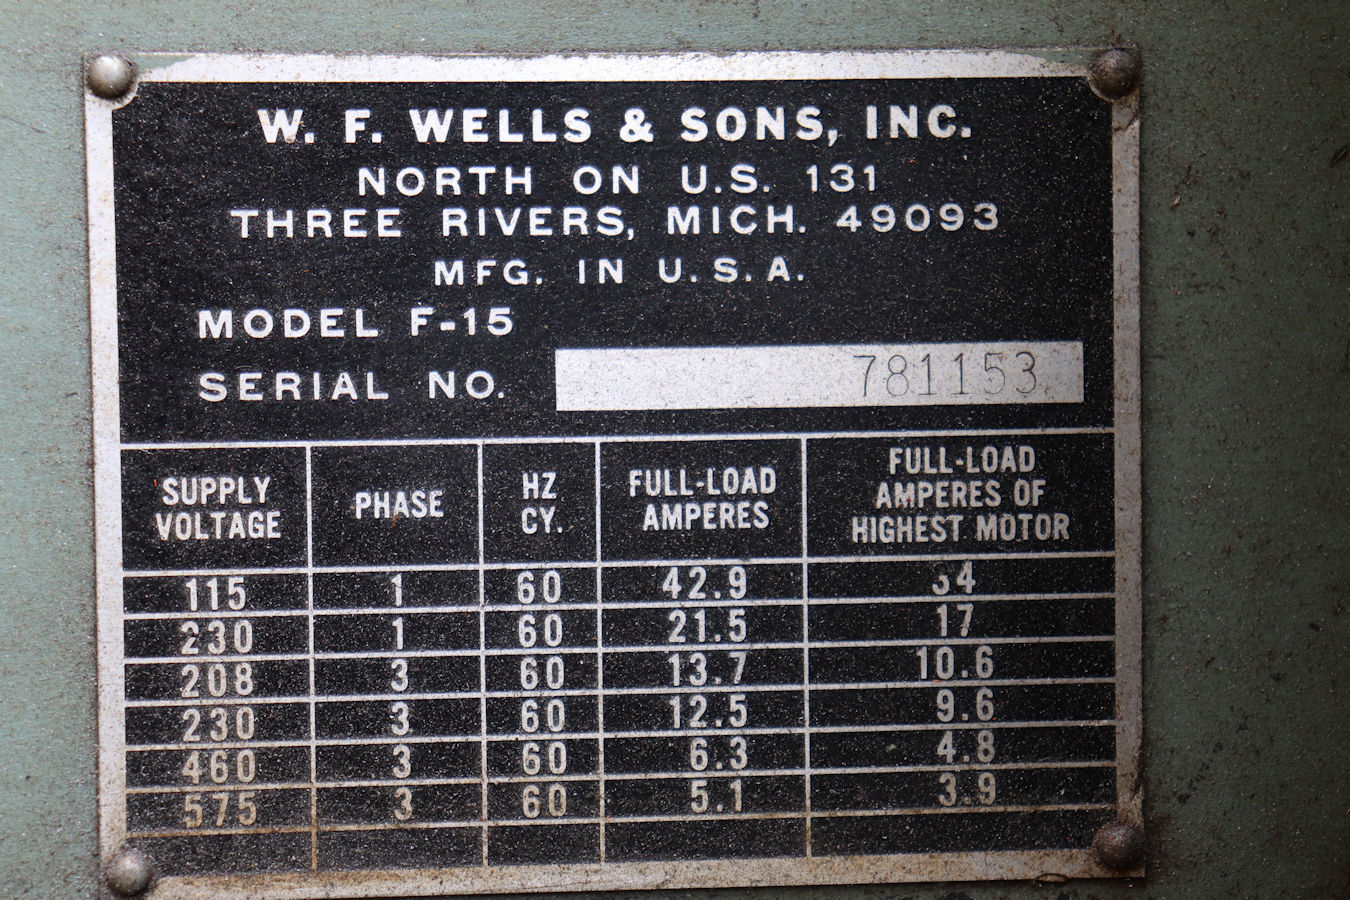 W. F. WELLS & SONS, INC.
NORTH ON U.S. 131
THREE RIVERS, MICH. 49093
MFG. IN U.S.A.
MODEL F-15
SERIAL NO. 781153
SUPPLY VOLTAGE PHASE HZ CY. FULL-LOAD AMPERES FULL-LOAD AMPERES OF HIGHEST MOTOR
115 1 60 42.9 34
230 1 60 21.5 17
208 3 60 13.7 10.6
230 3 60 12.5 9.6
460 3 60 6.3 4.8
575 3 60 5.1 3.9